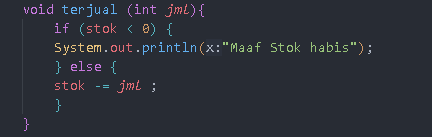 void terjual (int jml){
if (stok < 0) {
System.out.println(x:"Maaf Stok habis");
} else {
stok -= jml ;
}
}